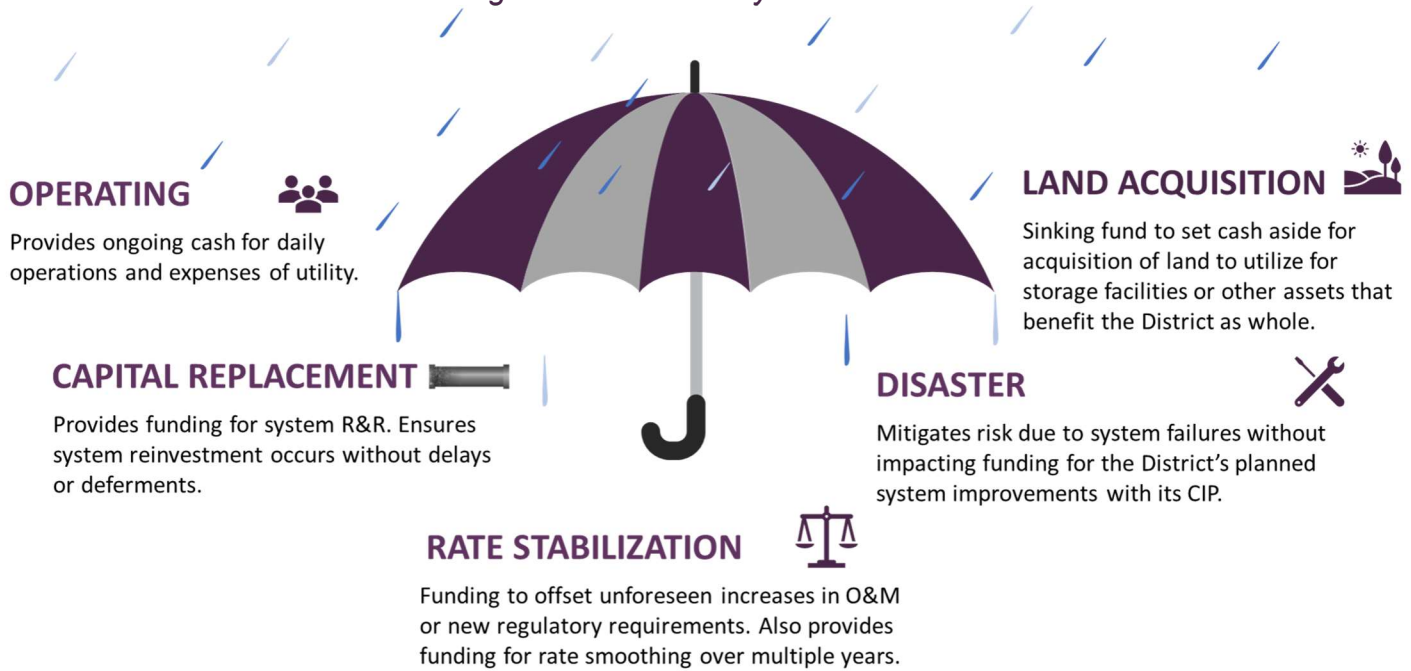 OPERATING
Provides ongoing cash for daily
operations and expenses of utility.
LAND ACQUISITION
Sinking fund to set cash aside for
acquisition of land to utilize for
storage facilities or other assets that
benefit the District as whole.
CAPITAL REPLACEMENT
Provides funding for system R&R. Ensures
system reinvestment occurs without delays
or deferments.
DISASTER
Mitigates risk due to system failures without
impacting funding for the District's planned
system improvements with its CIP.
RATE STABILIZATION
Funding to offset unforeseen increases in O&M
or new regulatory requirements. Also provides
funding for rate smoothing over multiple years.